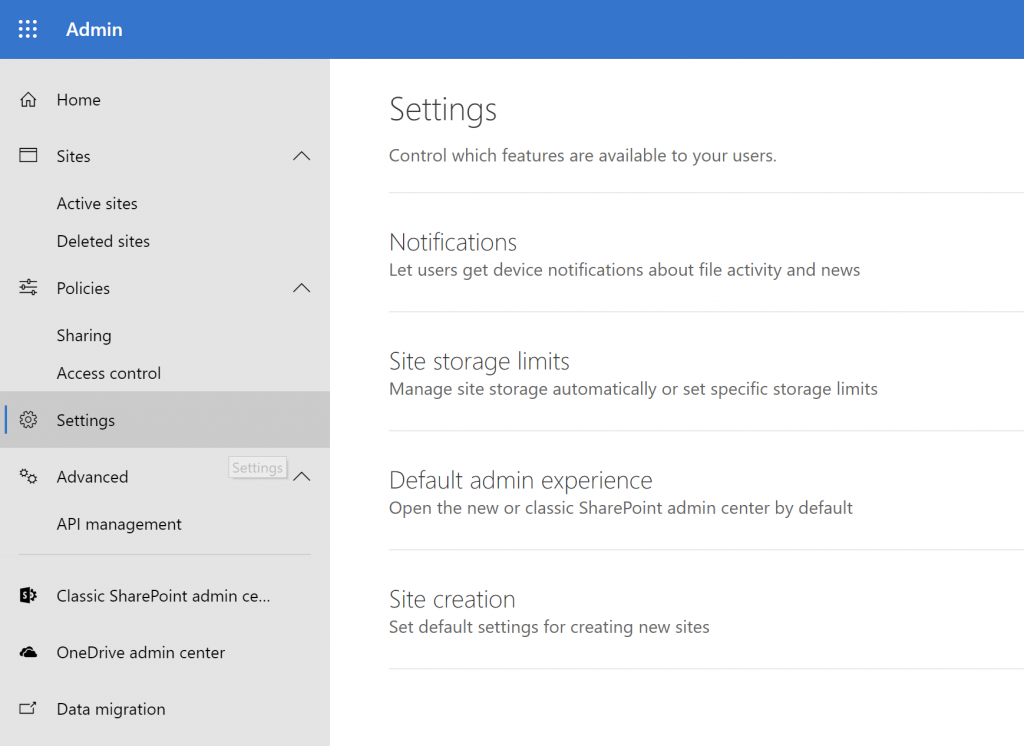 Admin
Home
Sites
Active sites
Deleted sites
Policies
Sharing
Access control
Settings
Advanced
Settings
API management
Classic SharePoint admin ce...
OneDrive admin center
Data migration
Settings
Control which features are available to your users.
Notifications
Let users get device notifications about file activity and news
Site storage limits
Manage site storage automatically or set specific storage limits
Default admin experience
Open the new or classic SharePoint admin center by default
Site creation
Set default settings for creating new sites